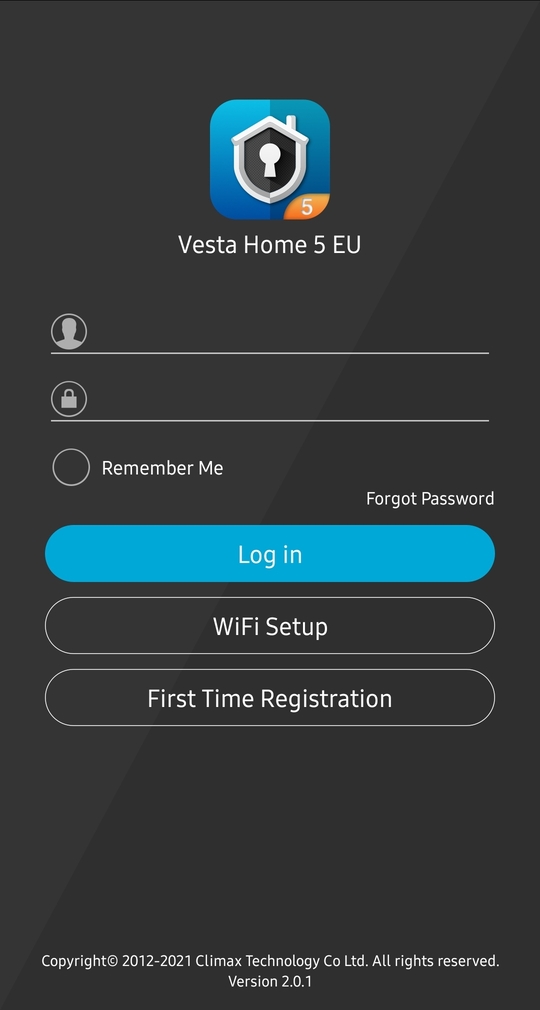 5
Vesta Home 5 EU
Remember Me
Forgot Password
Log in
WiFi Setup
First Time Registration
Copyright© 2012-2021 Climax Technology Co Ltd. All rights reserved.
Version 2.0.1